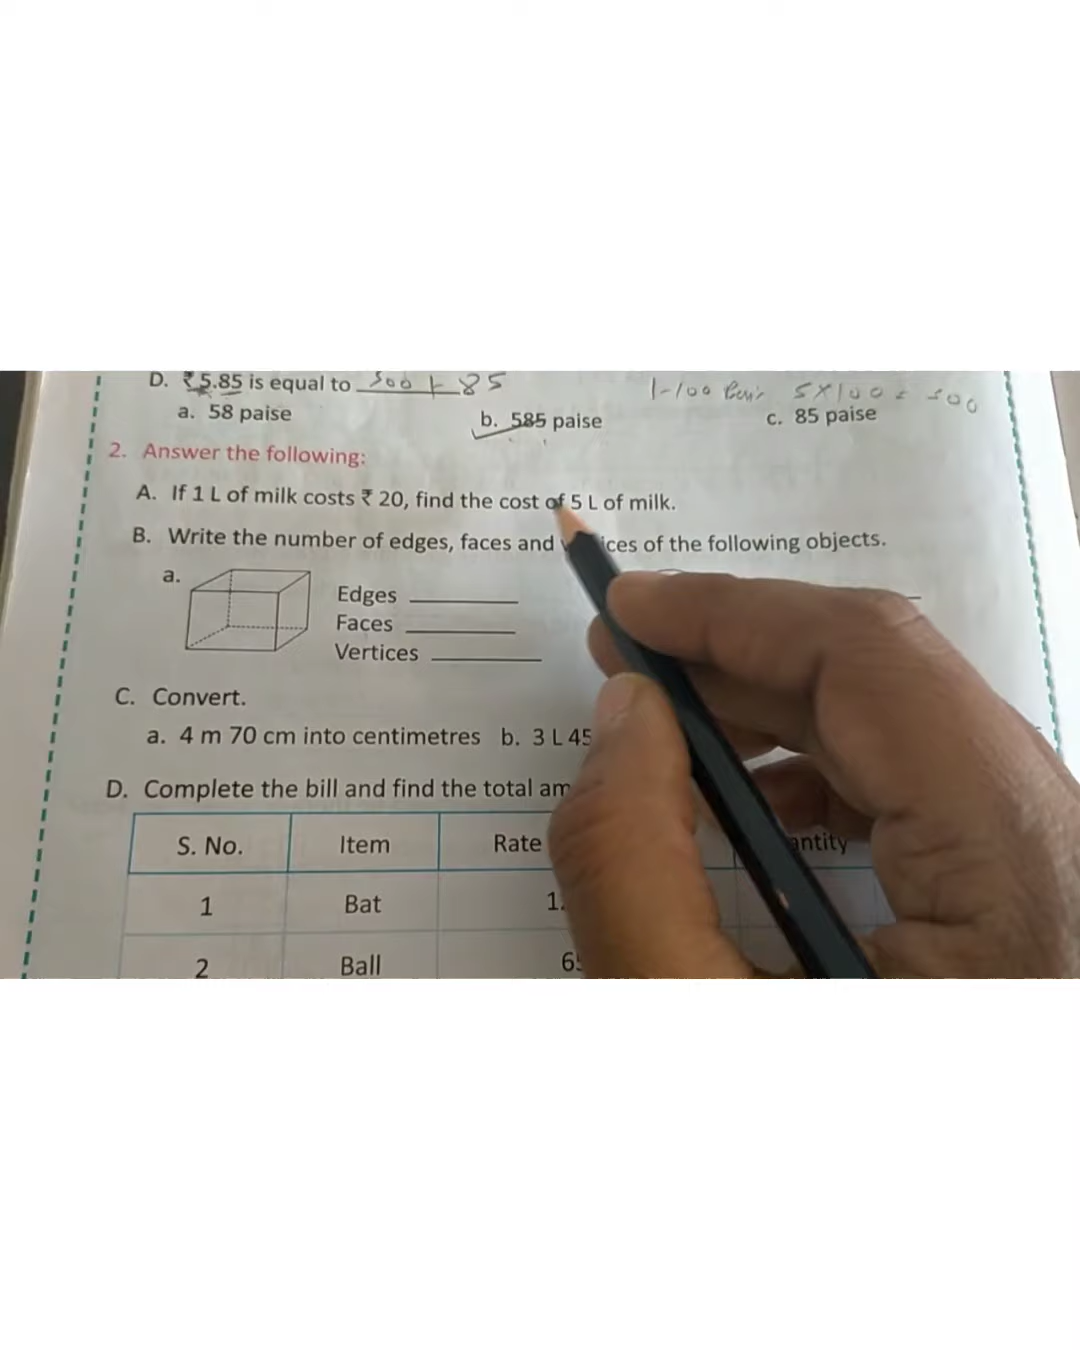 D. ₹ 5.85 is equal to 500 + 85
1-100 5×100 = 500
a. 58 paise b. 585 paise c. 85 paise
2. Answer the following:
A. If 1 L of milk costs ₹ 20, find the cost of 5 L of milk.
B. Write the number of edges, faces and ices of the following objects.
a.
Edges
Faces
Vertices
C. Convert.
a. 4 m 70 cm into centimetres b. 3 L 45
D. Complete the bill and find the total am
S. No. Item Rate antity
1 Bat 1
2 Ball 6